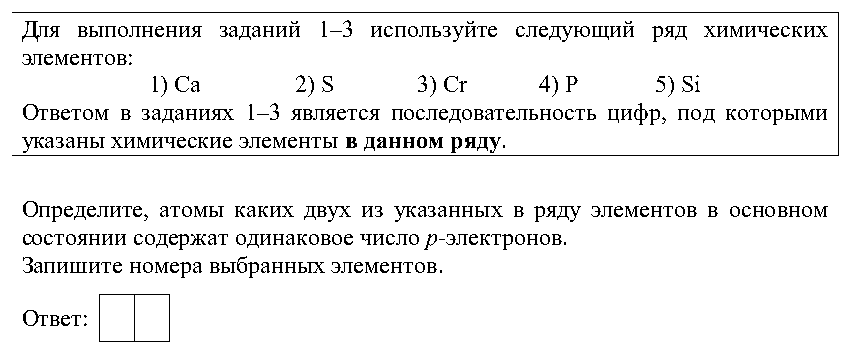 Для выполнения заданий 1–3 используйте следующий ряд химических
элементов:
1) Ca 2) S 3) Cr 4) P 5) Si
Ответом в заданиях 1–3 является последовательность цифр, под которыми
указаны химические элементы в данном ряду.
Определите, атомы каких двух из указанных в ряду элементов в основном
состоянии содержат одинаковое число p-электронов.
Запишите номера выбранных элементов.
Ответ: